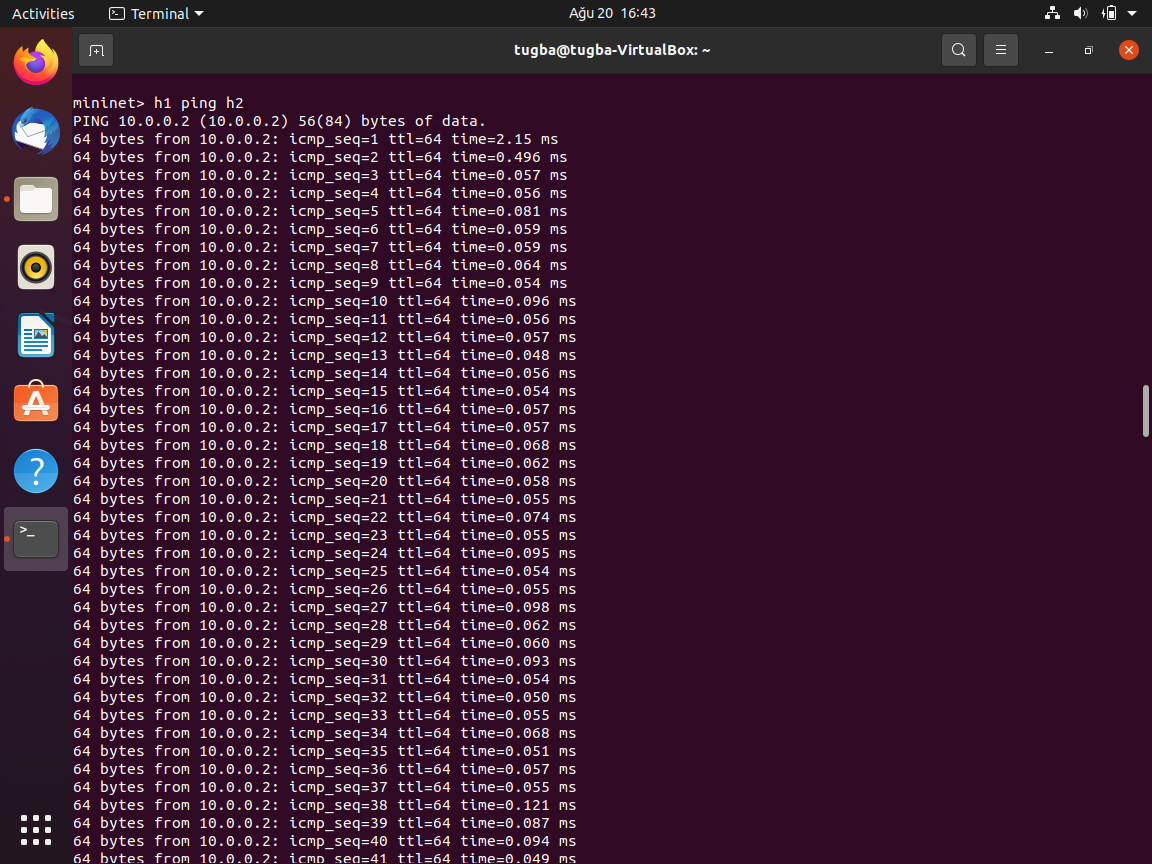 Activities
Terminal
Ağu 20 16:43
tugba@tugba-VirtualBox: ~
mininet> h1 ping h2
PING 10.0.0.2 (10.0.0.2) 56(84) bytes of data.
64 bytes from 10.0.0.2: icmp_seq=1 ttl=64 time=2.15 ms
64 bytes from 10.0.0.2: icmp_seq=2 ttl=64 time=0.496 ms
64 bytes from 10.0.0.2: icmp_seq=3 ttl=64 time=0.057 ms
64 bytes from 10.0.0.2: icmp_seq=4 ttl=64 time=0.056 ms
64 bytes from 10.0.0.2: icmp_seq=5 ttl=64 time=0.081 ms
64 bytes from 10.0.0.2: icmp_seq=6 ttl=64 time=0.059 ms
64 bytes from 10.0.0.2: icmp_seq=7 ttl=64 time=0.059 ms
64 bytes from 10.0.0.2: icmp_seq=8 ttl=64 time=0.064 ms
64 bytes from 10.0.0.2: icmp_seq=9 ttl=64 time=0.054 ms
64 bytes from 10.0.0.2: icmp_seq=10 ttl=64 time=0.096 ms
64 bytes from 10.0.0.2: icmp_seq=11 ttl=64 time=0.056 ms
64 bytes from 10.0.0.2: icmp_seq=12 ttl=64 time=0.057 ms
64 bytes from 10.0.0.2: icmp_seq=13 ttl=64 time=0.048 ms
64 bytes from 10.0.0.2: icmp_seq=14 ttl=64 time=0.056 ms
64 bytes from 10.0.0.2: icmp_seq=15 ttl=64 time=0.054 ms
64 bytes from 10.0.0.2: icmp_seq=16 ttl=64 time=0.057 ms
64 bytes from 10.0.0.2: icmp_seq=17 ttl=64 time=0.057 ms
64 bytes from 10.0.0.2: icmp_seq=18 ttl=64 time=0.068 ms
64 bytes from 10.0.0.2: icmp_seq=19 ttl=64 time=0.062 ms
64 bytes from 10.0.0.2: icmp_seq=20 ttl=64 time=0.058 ms
64 bytes from 10.0.0.2: icmp_seq=21 ttl=64 time=0.055 ms
64 bytes from 10.0.0.2: icmp_seq=22 ttl=64 time=0.074 ms
64 bytes from 10.0.0.2: icmp_seq=23 ttl=64 time=0.055 ms
64 bytes from 10.0.0.2: icmp_seq=24 ttl=64 time=0.095 ms
64 bytes from 10.0.0.2: icmp_seq=25 ttl=64 time=0.054 ms
64 bytes from 10.0.0.2: icmp_seq=26 ttl=64 time=0.055 ms
64 bytes from 10.0.0.2: icmp_seq=27 ttl=64 time=0.098 ms
64 bytes from 10.0.0.2: icmp_seq=28 ttl=64 time=0.062 ms
64 bytes from 10.0.0.2: icmp_seq=29 ttl=64 time=0.060 ms
64 bytes from 10.0.0.2: icmp_seq=30 ttl=64 time=0.093 ms
64 bytes from 10.0.0.2: icmp_seq=31 ttl=64 time=0.054 ms
64 bytes from 10.0.0.2: icmp_seq=32 ttl=64 time=0.050 ms
64 bytes from 10.0.0.2: icmp_seq=33 ttl=64 time=0.055 ms
64 bytes from 10.0.0.2: icmp_seq=34 ttl=64 time=0.068 ms
64 bytes from 10.0.0.2: icmp_seq=35 ttl=64 time=0.051 ms
64 bytes from 10.0.0.2: icmp_seq=36 ttl=64 time=0.057 ms
64 bytes from 10.0.0.2: icmp_seq=37 ttl=64 time=0.055 ms
64 bytes from 10.0.0.2: icmp_seq=38 ttl=64 time=0.121 ms
64 bytes from 10.0.0.2: icmp_seq=39 ttl=64 time=0.087 ms
64 bytes from 10.0.0.2: icmp_seq=40 ttl=64 time=0.094 ms
64 bytes from 10.0.0.2: icmp_seq=41 ttl=64 time=0.049 ms